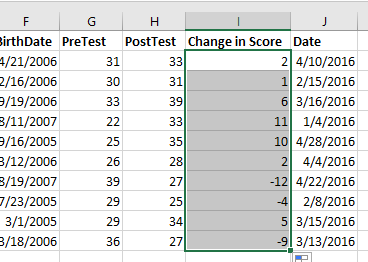 F G H I J
BirthDate PreTest PostTest Change in Score Date
4/21/2006 31 33 2 4/10/2016
2/16/2006 30 31 1 2/15/2016
9/19/2006 33 39 6 3/16/2016
8/11/2007 22 33 11 1/4/2016
9/16/2005 25 35 10 4/28/2016
3/12/2006 26 28 2 4/4/2016
8/19/2007 39 27 -12 4/22/2016
7/23/2005 29 25 -4 2/8/2016
3/1/2005 29 34 5 3/15/2016
3/18/2006 36 27 -9 3/13/2016